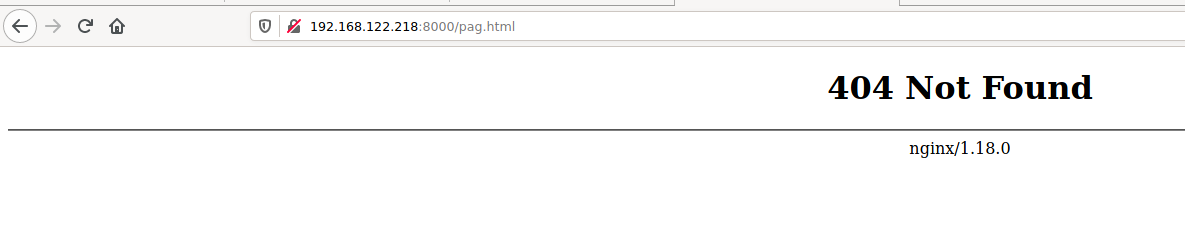 192.168.122.218:8000/pag.html
404 Not Found
nginx/1.18.0